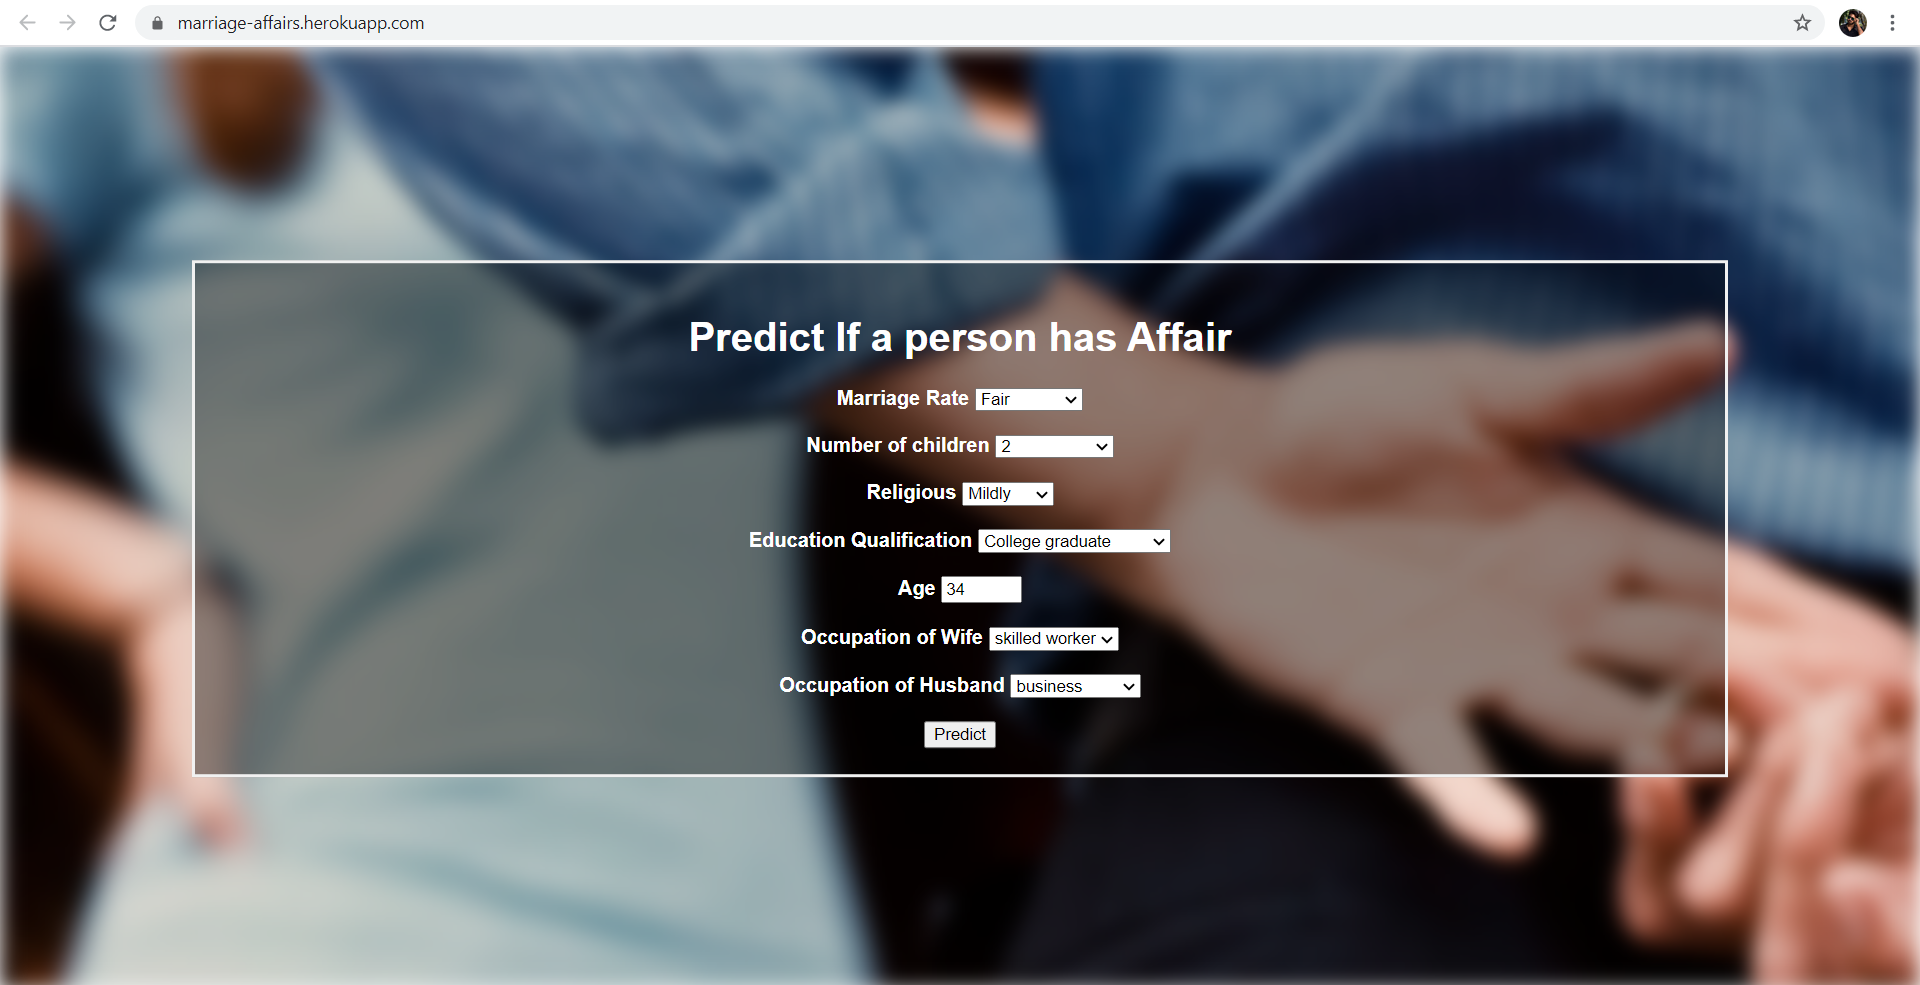 marriage-affairs.herokuapp.com
Predict If a person has Affair
Marriage Rate Fair
Number of children 2
Religious Mildly
Education Qualification College graduate
Age 34
Occupation of Wife skilled worker
Occupation of Husband business
Predict